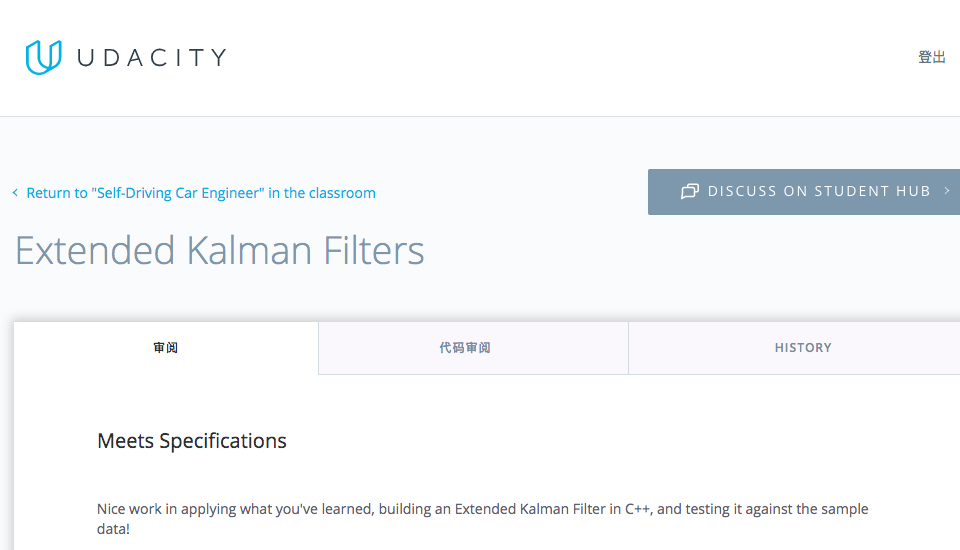 UDACITY
登出
Return to "Self-Driving Car Engineer" in the classroom
DISCUSS ON STUDENT HUB
Extended Kalman Filters
审阅
代码审阅
HISTORY
Meets Specifications
Nice work in applying what you've learned, building an Extended Kalman Filter in C++, and testing it against the sample
data!